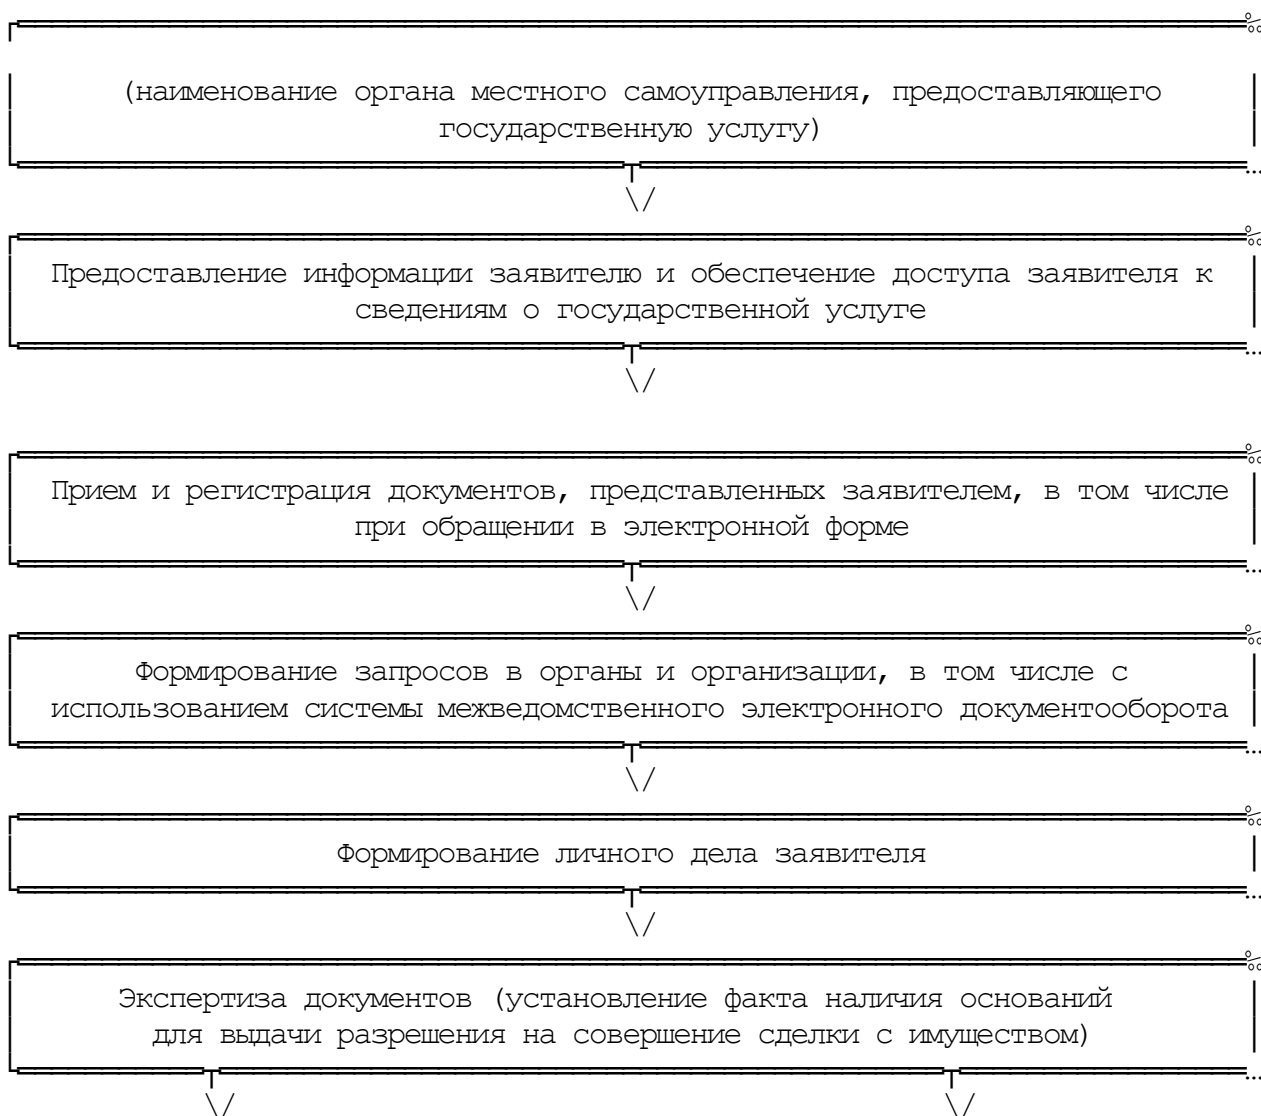 (наименование органа местного самоуправления, предоставляющего
государственную услугу)
Предоставление информации заявителю и обеспечение доступа заявителя к
сведениям о государственной услуге
Прием и регистрация документов, представленных заявителем, в том числе
при обращении в электронной форме
Формирование запросов в органы и организации, в том числе с
использованием системы межведомственного электронного документооборота
Формирование личного дела заявителя
Экспертиза документов (установление факта наличия оснований
для выдачи разрешения на совершение сделки с имуществом)